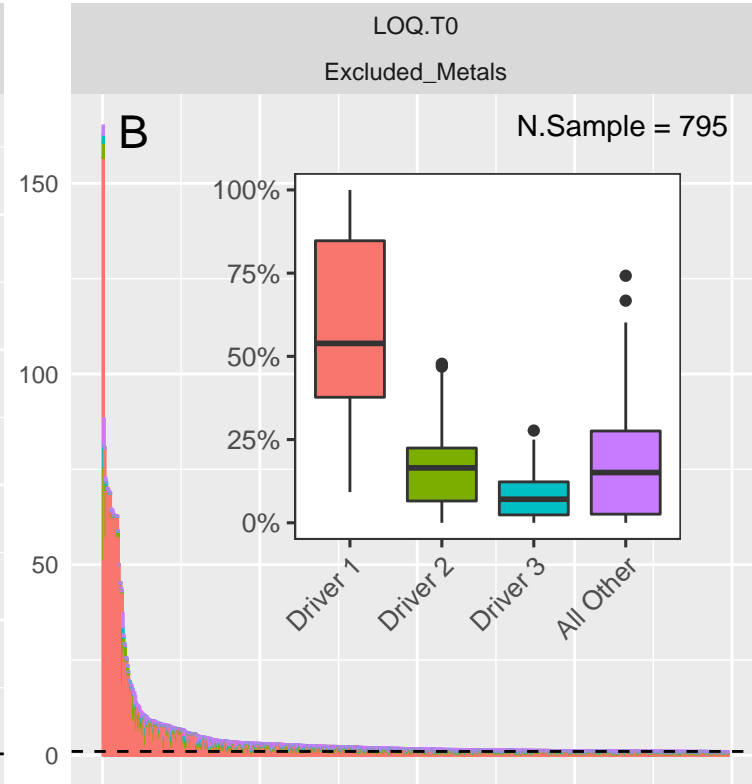 LOQ.T0
Excluded_Metals
B
N.Sample = 795
150
100
50
0
100%
75%
50%
25%
0%
Driver 1
Driver 2
Driver 3
All Other